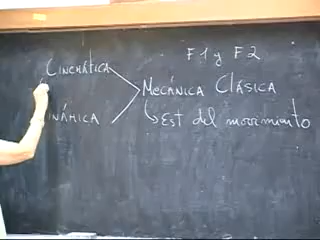 F1 y F2
CINEMÁTICA
MECÁNICA CLÁSICA
INÁMICA
Est del movimiento